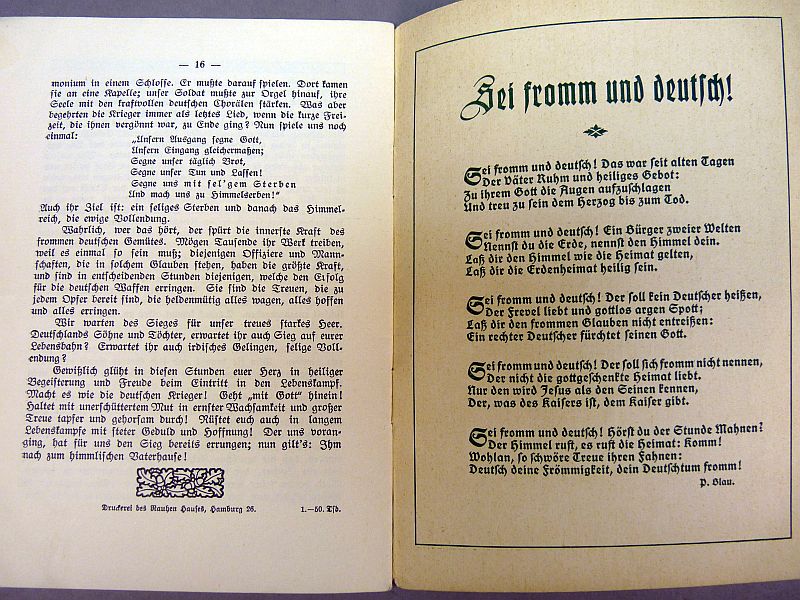 — 16 —
monium in einem Schlosse. Er mußte darauf spielen. Dort kamen
sie an eine Kapelle; unser Soldat mußte zur Orgel hinauf, ihre
Seele mit den kraftvollen deutschen Chorälen stärken. Was aber
begehrten die Krieger immer als letztes Lied, wenn die kurze Frei-
zeit, die ihnen vergönnt war, zu Ende ging? Nun spiele uns noch
einmal:
„Unsern Ausgang segne Gott,
Unsern Eingang gleichermaßen;
Segne unser täglich Brot,
Segne unser Tun und Lassen!
Segne uns mit sel'gem Sterben
Und mach uns zu Himmelserben!“
Auch ihr Ziel ist: ein seliges Sterben und danach das Himmel-
reich, die ewige Vollendung.
Wahrlich, wer das hört, der spürt die innerste Kraft des
frommen deutschen Gemütes. Mögen Tausende ihr Werk treiben,
weil es einmal so sein muß; diejenigen Offiziere und Mann-
schaften, die in solchem Glauben stehen, haben die größte Kraft,
und sind in entscheidenden Stunden diejenigen, welche den Erfolg
für die deutschen Waffen erringen. Sie sind die Treuen, die zu
jedem Opfer bereit sind, die heldenmütig alles wagen, alles hoffen
und alles erringen.
Wir warten des Sieges für unser treues starkes Heer.
Deutschlands Söhne und Töchter, erwartet ihr auch Sieg auf eurer
Lebensbahn? Erwartet ihr auch irdisches Gelingen, selige Voll-
endung?
Gewißlich glüht in diesen Stunden euer Herz in heiliger
Begeisterung und Freude beim Eintritt in den Lebenskampf.
Macht es wie die deutschen Krieger! Geht „mit Gott“ hinein!
Haltet mit unerschüttertem Mut in ernster Wachsamkeit und großer
Treue tapfer und gehorsam durch! Rüstet euch auch in langem
Lebenskampfe mit steter Geduld und Hoffnung! Der uns voran-
ging, hat für uns den Sieg bereits errungen; nun gilt's: Ihm
nach zum himmlischen Vaterhause!
Druckerei des Rauhen Hauses, Hamburg 26. 1.—50. Tsd.
Sei fromm und deutsch!
Sei fromm und deutsch! Das war seit alten Tagen
Der Väter Ruhm und heiliges Gebot:
Zu ihrem Gott die Augen aufzuschlagen
Und treu zu sein dem Herzog bis zum Tod.
Sei fromm und deutsch! Ein Bürger zweier Welten
Nennst du die Erde, nennst den Himmel dein.
Laß dir den Himmel wie die Heimat gelten,
Laß dir die Erdenheimat heilig sein.
Sei fromm und deutsch! Der soll kein Deutscher heißen,
Der Frevel liebt und gottlos argen Spott;
Laß dir den frommen Glauben nicht entreißen:
Ein rechter Deutscher fürchtet seinen Gott.
Sei fromm und deutsch! Der soll sich fromm nicht nennen,
Der nicht die gottgeschenkte Heimat liebt.
Nur den wird Jesus als den Seinen kennen,
Der, was des Kaisers ist, dem Kaiser gibt.
Sei fromm und deutsch! Hörst du der Stunde Mahnen?
Der Himmel ruft, es ruft die Heimat: Komm!
Wohlan, so schwöre Treue ihren Fahnen:
Deutsch deine Frömmigkeit, dein Deutschtum fromm!
P. Blau.